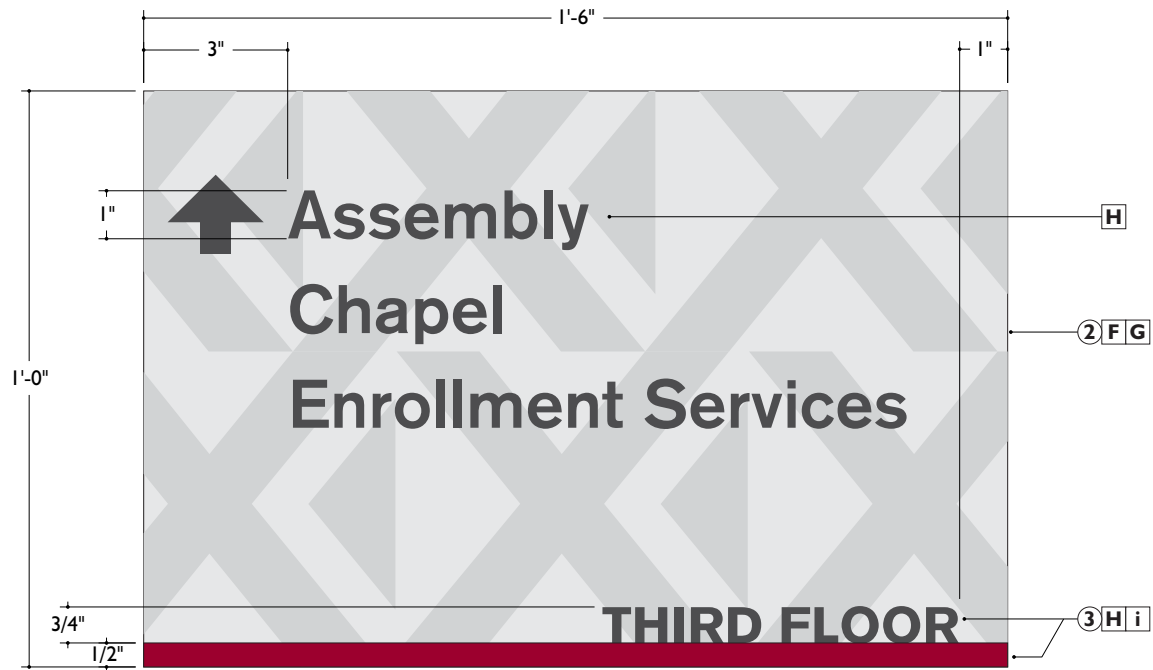 1'-6"
3" 1"
1" Assembly H
Chapel 2 F G
1'-0"
Enrollment Services
3/4" THIRD FLOOR 3 H i
1/2"